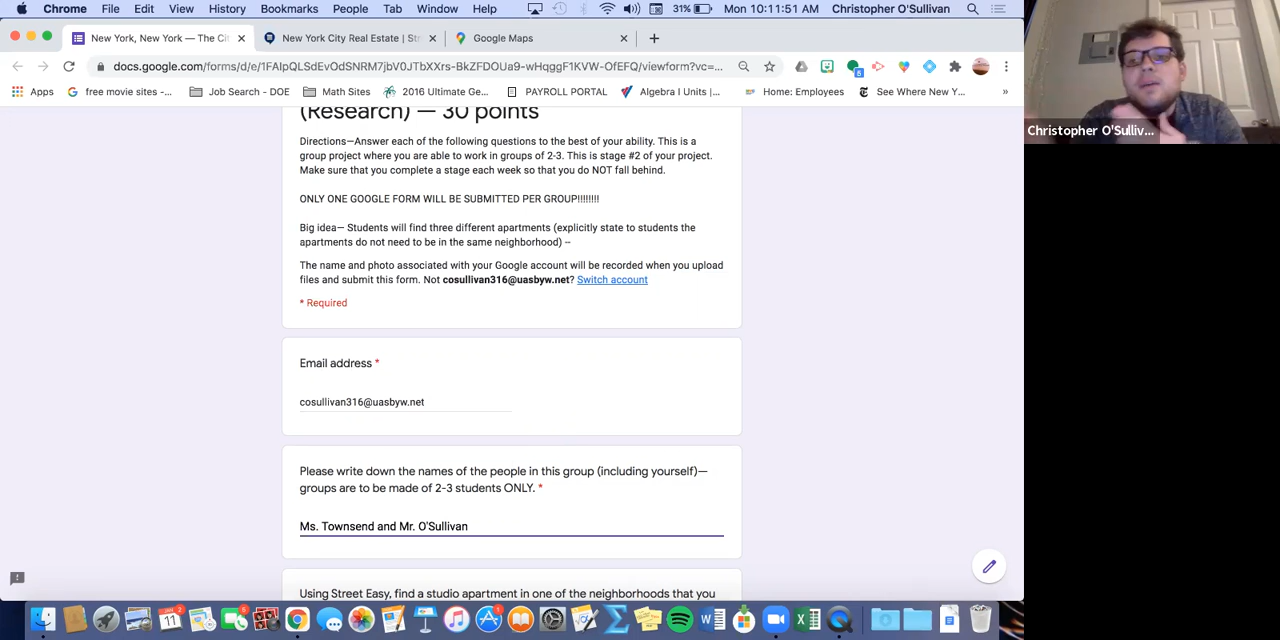 Chrome File Edit View History Bookmarks People Tab Window Help 31% Mon 10:11:51 AM Christopher O'Sullivan
New York, New York — The Ci
New York City Real Estate | Str
Google Maps
docs.google.com/forms/d/e/
/viewform?vc=...
Apps
free movie sites -...
Job Search - DOE
Math Sites
2016 Ultimate Ge...
PAYROLL PORTAL
Algebra I Units |...
Home: Employees
See Where New Y...
»
(Research) — 30 points
Directions—Answer each of the following questions to the best of your ability. This is a
group project where you are able to work in groups of 2-3. This is stage #2 of your project.
Make sure that you complete a stage each week so that you do NOT fall behind.
ONLY ONE GOOGLE FORM WILL BE SUBMITTED PER GROUP!!!!!!!!
Big idea— Students will find three different apartments (explicitly state to students the
apartments do not need to be in the same neighborhood) --
The name and photo associated with your Google account will be recorded when you upload
files and submit this form. Not cosullivan316@uasbyw.net? Switch account
* Required
Email address *
cosullivan316@uasbyw.net
Please write down the names of the people in this group (including yourself)—
groups are to be made of 2-3 students ONLY. *
Ms. Townsend and Mr. O'Sullivan
Using Street Easy, find a studio apartment in one of the neighborhoods that you
Christopher O'Sulliv...